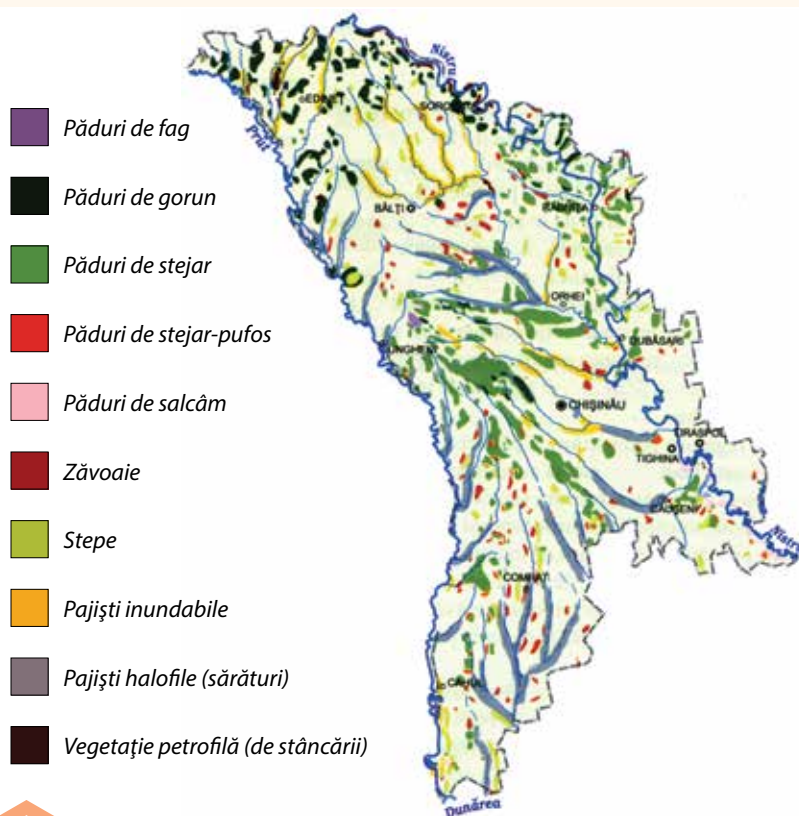 Păduri de fag
Păduri de gorun
Păduri de stejar
Păduri de stejar-pufos
Păduri de salcâm
Zăvoaie
Stepe
Pajişti inundabile
Pajişti halofile (sărături)
Vegetaţie petrofilă (de stâncării)
Nistru
EDINEŢ
Prut
BĂLŢI
ORHEI
UNGHENI
DUBĂSARI
CHIŞINĂU
TIRASPOL
TIGHINA
CĂUŞENI
Nistru
COMRAT
CAHUL
Dunărea